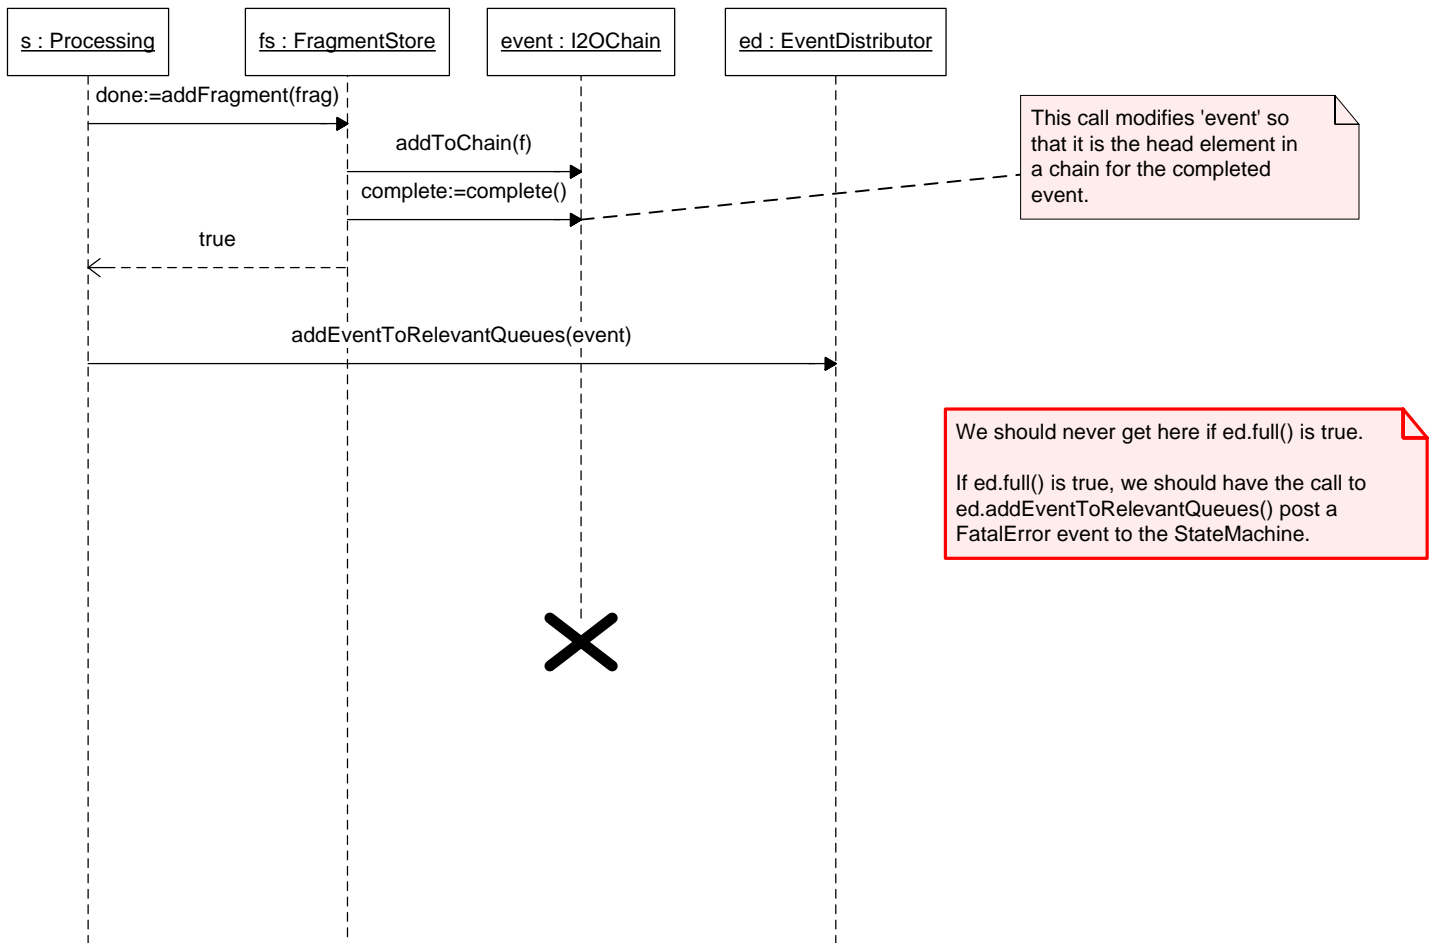 s : Processing
fs : FragmentStore
event : I2OChain
ed : EventDistributor
done:=addFragment(frag)
addToChain(f)
complete:=complete()
This call modifies 'event' so
that it is the head element in
a chain for the completed
event.
true
addEventToRelevantQueues(event)
We should never get here if ed.full() is true.
If ed.full() is true, we should have the call to
ed.addEventToRelevantQueues() post a
FatalError event to the StateMachine.